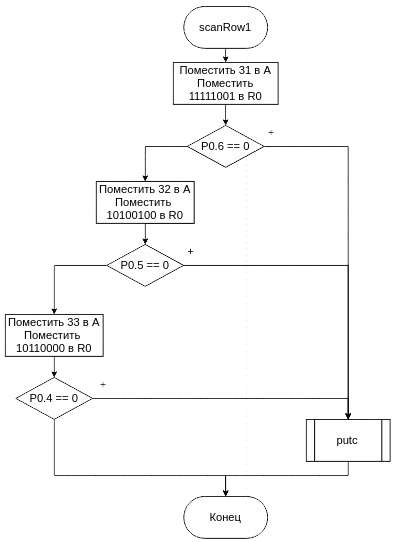 scanRow1
Поместить 31 в A
Поместить
11111001 в R0
+
P0.6 == 0
Поместить 32 в A
Поместить
10100100 в R0
+
P0.5 == 0
Поместить 33 в A
Поместить
10110000 в R0
+
P0.4 == 0
putc
Конец